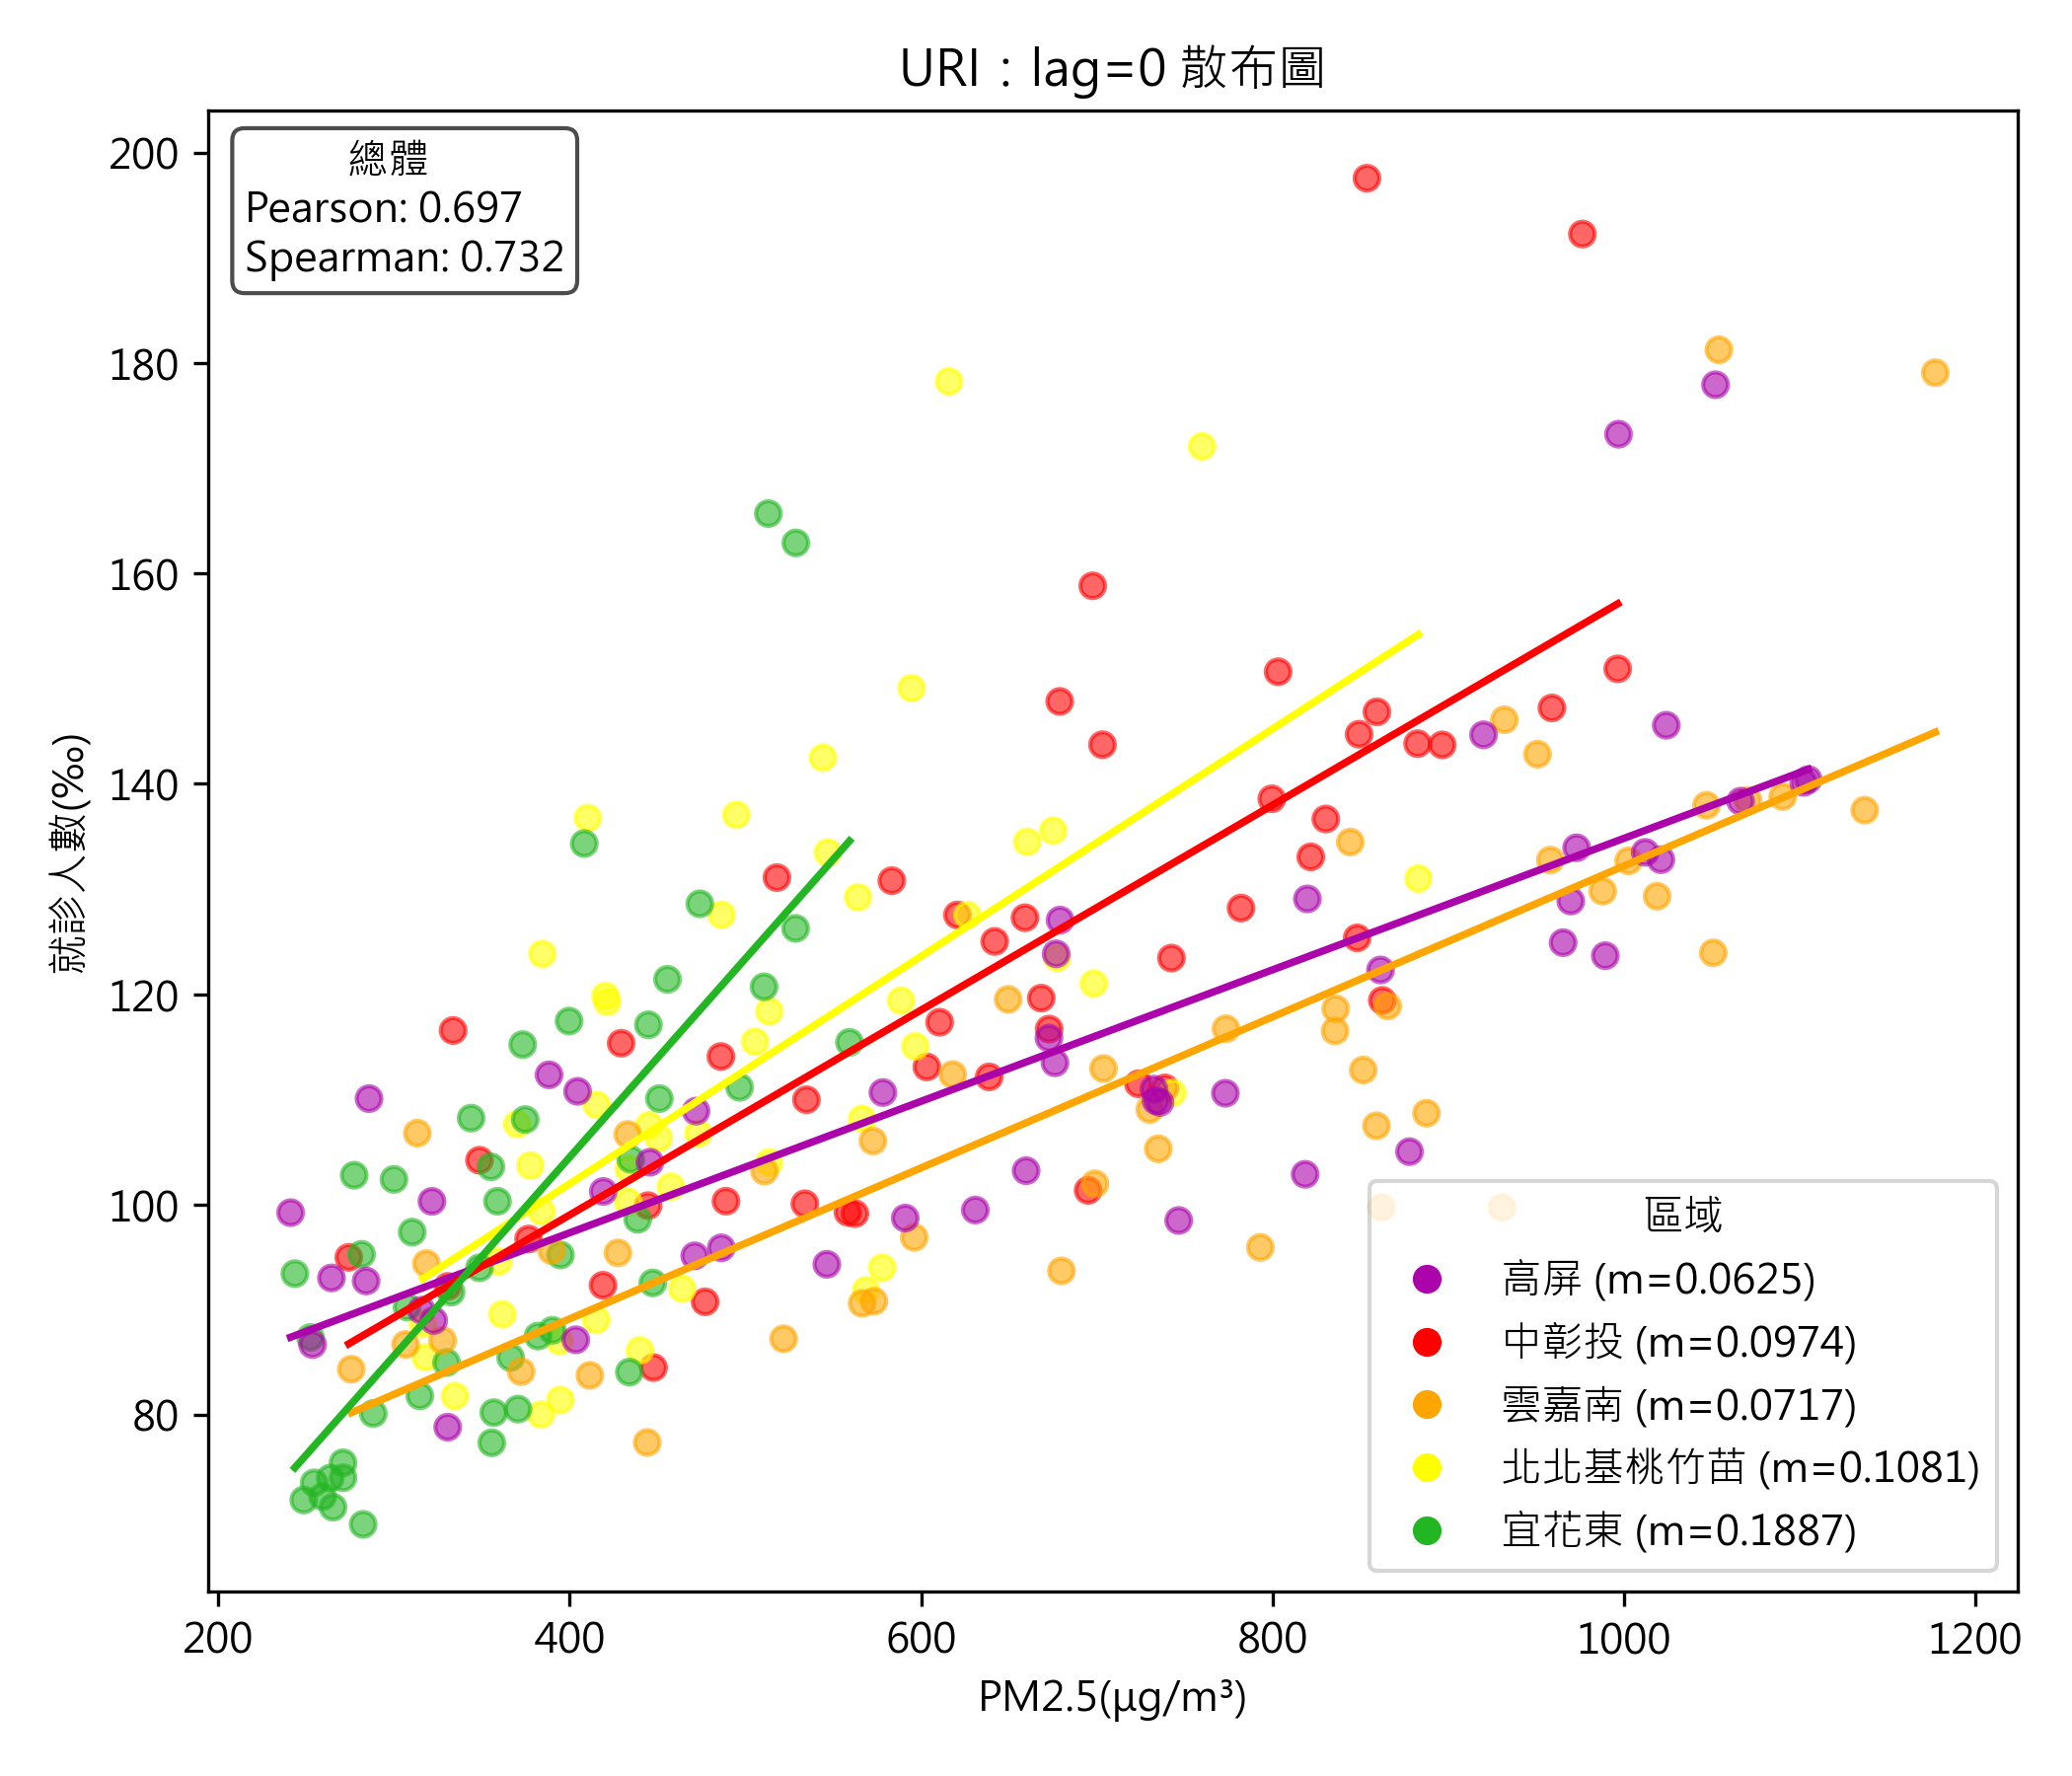 URI：lag=0 散布圖
總體
Pearson: 0.697
Spearman: 0.732
就診人數(‰)
200
180
160
140
120
100
80
區域
高屏 (m=0.0625)
中彰投 (m=0.0974)
雲嘉南 (m=0.0717)
北北基桃竹苗 (m=0.1081)
宜花東 (m=0.1887)
200 400 600 800 1000 1200
PM2.5(μg/m³)